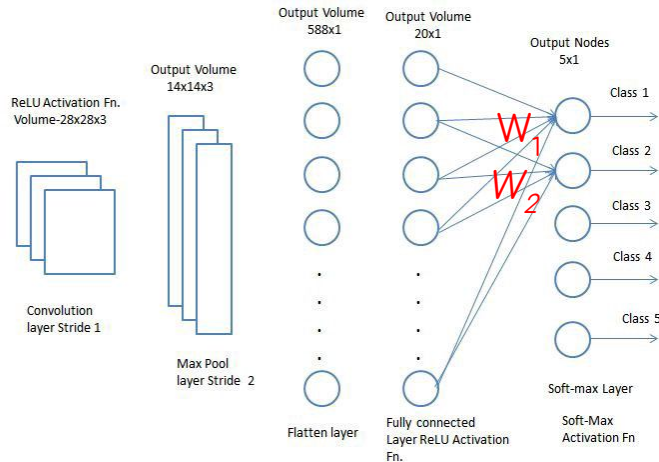 ReLU Activation Fn.
Volume-28x28x3
Convolution
layer Stride 1
Output Volume
14x14x3
Max Pool
layer Stride 2
Output Volume
588x1
Flatten layer
Output Volume
20x1
Fully connected
Layer ReLU Activation
Fn.
W1
W2
Output Nodes
5x1
Class 1
Class 2
Class 3
Class 4
Class 5
Soft-max Layer
Soft-Max
Activation Fn